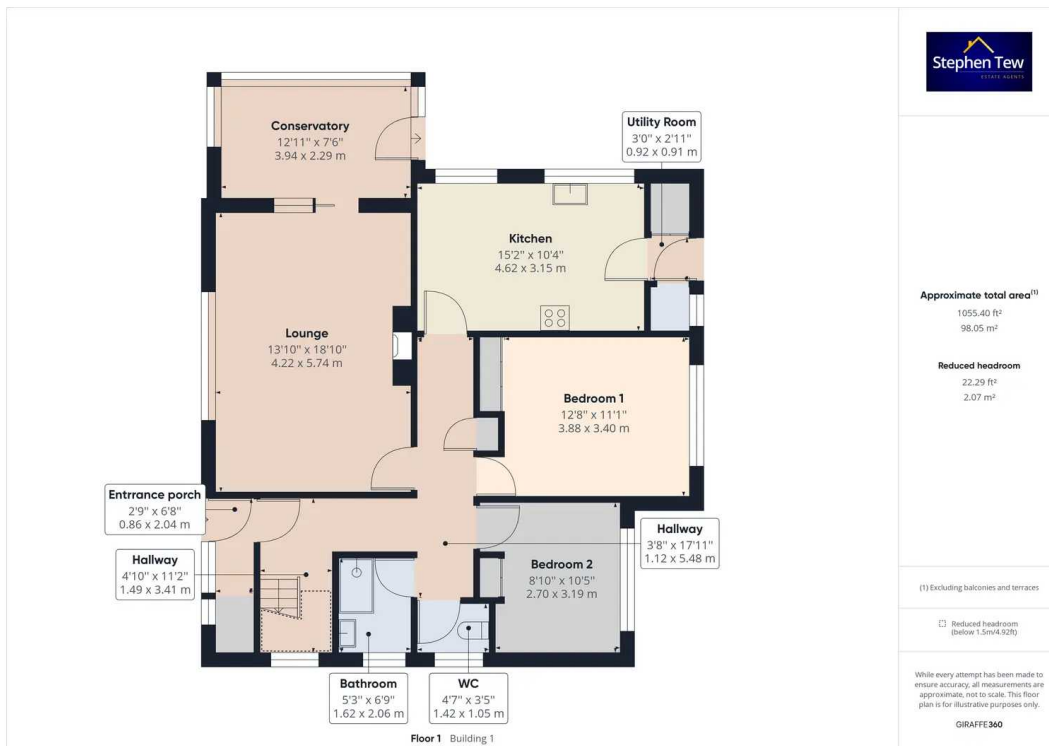 Conservatory
12'11" x 7'6"
3.94 x 2.29 m
Utility Room
3'0" x 2'11"
0.92 x 0.91 m
Kitchen
15'2" x 10'4"
4.62 x 3.15 m
Lounge
13'10" x 18'10"
4.22 x 5.74 m
Bedroom 1
12'8" x 11'1"
3.88 x 3.40 m
Entrrance porch
2'9" x 6'8"
0.86 x 2.04 m
Hallway
4'10" x 11'2"
1.49 x 3.41 m
Hallway
3'8" x 17'11"
1.12 x 5.48 m
Bedroom 2
8'10" x 10'5"
2.70 x 3.19 m
Bathroom
5'3" x 6'9"
1.62 x 2.06 m
WC
4'7" x 3'5"
1.42 x 1.05 m
Floor 1 Building 1
Stephen Tew
ESTATE AGENTS
Approximate total area(1)
1055.40 ft²
98.05 m²
Reduced headroom
22.29 ft²
2.07 m²
(1) Excluding balconies and terraces
Reduced headroom
(below 1.5m/4.92ft)
While every attempt has been made to
ensure accuracy, all measurements are
approximate, not to scale. This floor
plan is for illustrative purposes only.
GIRAFFE360